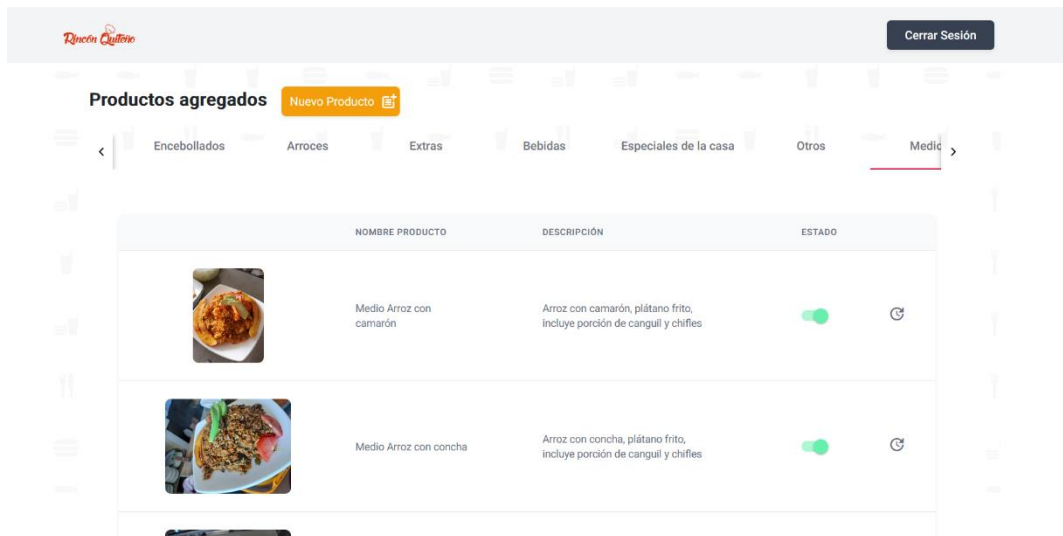 Rincón Quiteño
Cerrar Sesión
Productos agregados
Nuevo Producto
Encebollados Arroces Extras Bebidas Especiales de la casa Otros Medio
NOMBRE PRODUCTO DESCRIPCIÓN ESTADO
Medio Arroz con
camarón
Arroz con camarón, plátano frito,
incluye porción de canguil y chifles
Medio Arroz con concha
Arroz con concha, plátano frito,
incluye porción de canguil y chifles